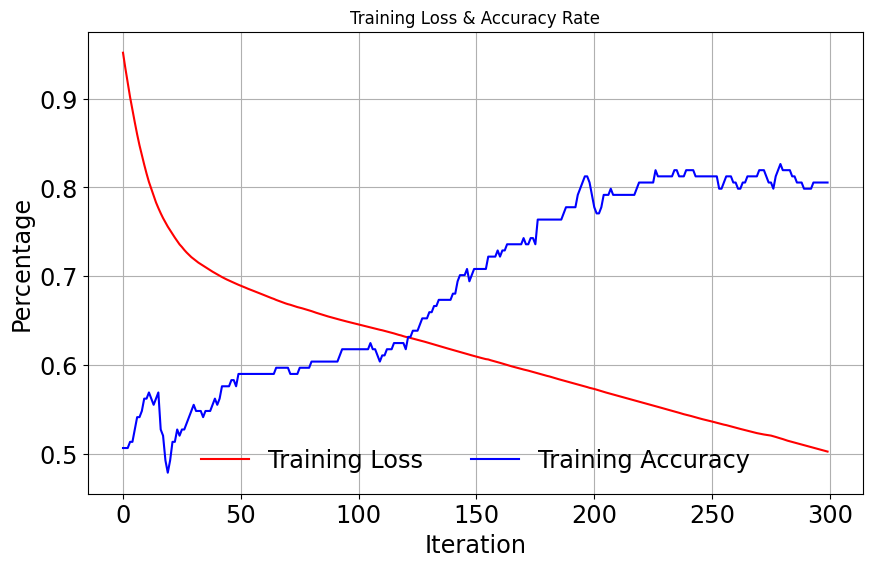 Training Loss & Accuracy Rate
Percentage
0.9
0.8
0.7
0.6
0.5
Training Loss
Training Accuracy
0 50 100 150 200 250 300
Iteration